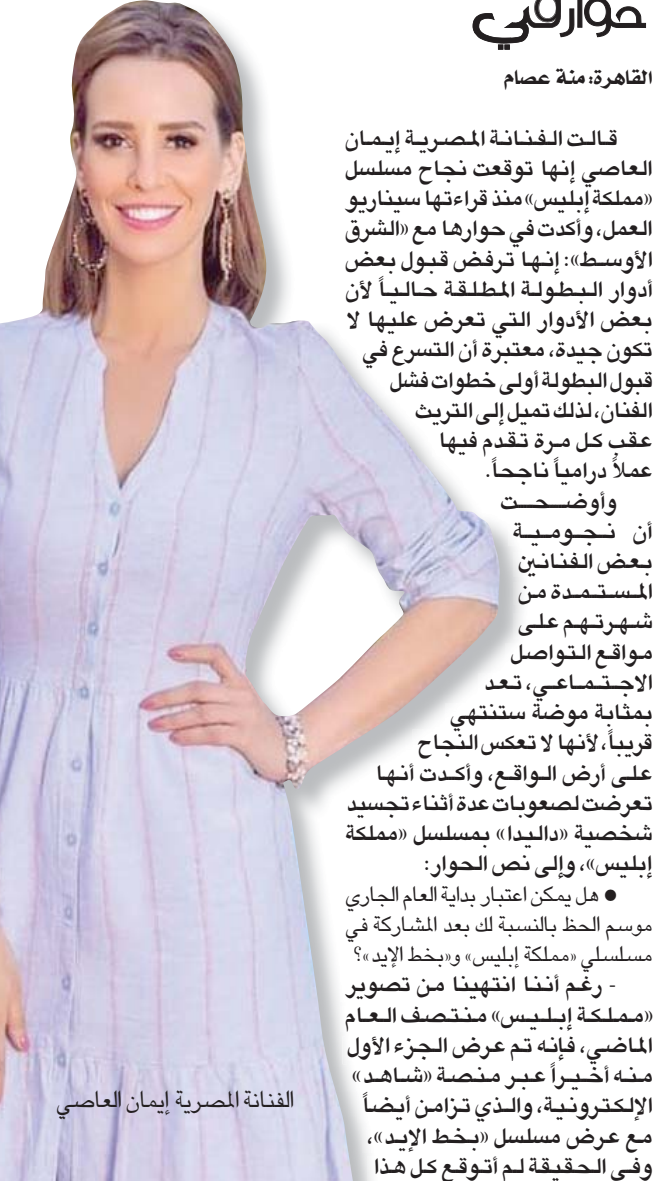 حوار في
القاهرة: منة عصام
قالت الفنانة المصرية إيمان
العاصي إنها توقعت نجاح مسلسل
«مملكة إبليس» منذ قراءتها سيناريو
العمل، وأكدت في حوارها مع «الشرق
الأوسط»: إنها ترفض قبول بعض
أدوار البطولة المطلقة حالياً لأن
بعض الأدوار التي تعرض عليها لا
تكون جيدة، معتبرة أن التسرع في
قبول البطولة أولى خطوات فشل
الفنان، لذلك تميل إلى التريث
عقب كل مرة تقدم فيها
عملاً درامياً ناجحاً.
وأوضحت
أن نجومية
بعض الفنانين
المستمدة من
شهرتهم على
مواقع التواصل
الاجتماعي، تعد
بمثابة موضة ستنتهي
قريباً، لأنها لا تعكس النجاح
على أرض الواقع، وأكدت أنها
تعرضت لصعوبات عدة أثناء تجسيد
شخصية «داليدا» بمسلسل «مملكة
إبليس»، وإلى نص الحوار:
● هل يمكن اعتبار بداية العام الجاري
موسم الحظ بالنسبة لك بعد المشاركة في
مسلسلي «مملكة إبليس» و«بخط الإيد»؟
- رغم أننا انتهينا من تصوير
«مملكة إبليس» منتصف العام
الماضي، فإنه تم عرض الجزء الأول
منه أخيراً عبر منصة «شاهد»
الإلكترونية، والذي تزامن أيضاً
مع عرض مسلسل «بخط الإيد»،
وفي الحقيقة لم أتوقع كل هذا
الفنانة المصرية إيمان العاصي